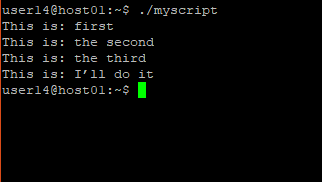 user14@host01:~$ ./myscript
This is: first
This is: the second
This is: the third
This is: I’ll do it
user14@host01:~$